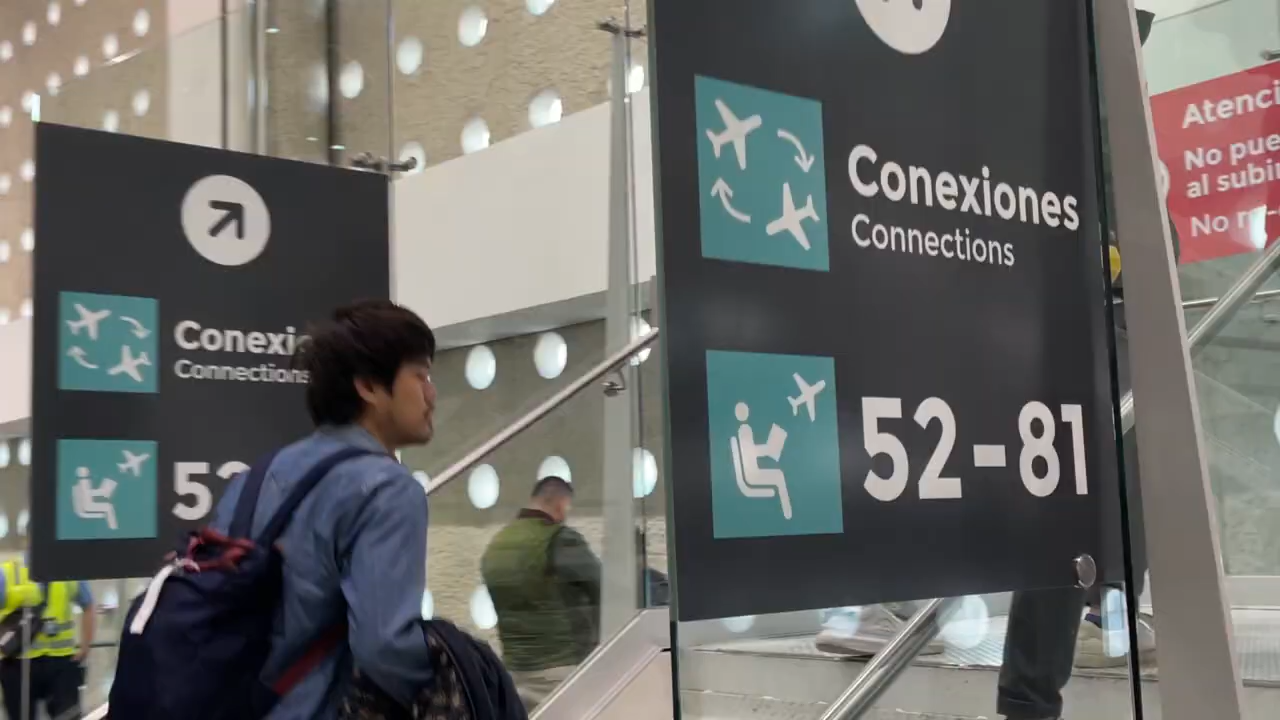 Conexio
Connections
52
Conexiones
Connections
52-81
Atenci
No pue
al subi
No